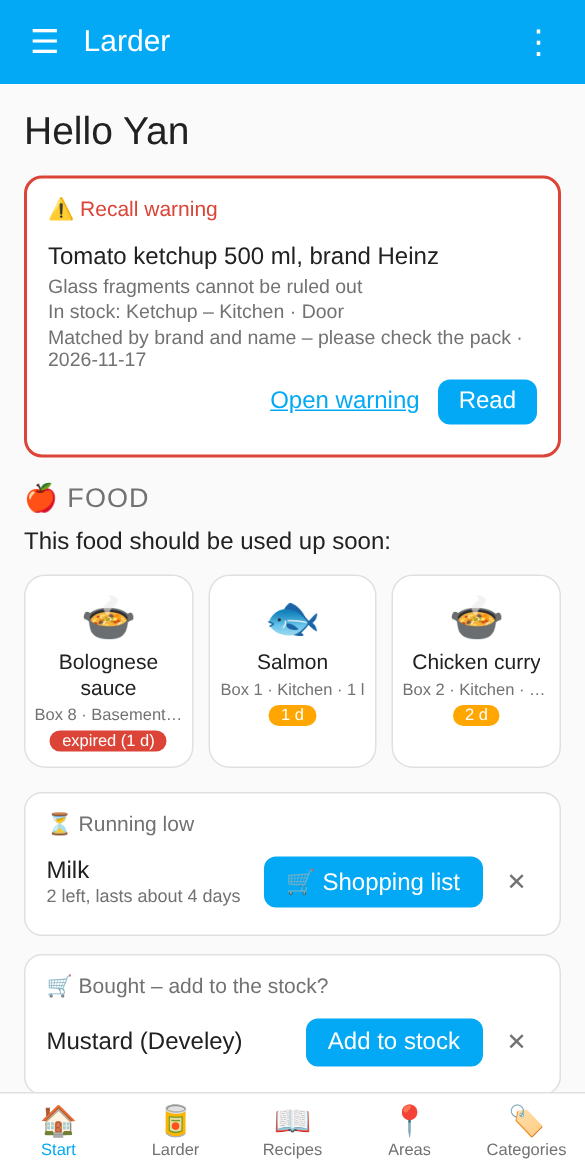 Larder
Hello Yan
Recall warning
Tomato ketchup 500 ml, brand Heinz
Glass fragments cannot be ruled out
In stock: Ketchup – Kitchen · Door
Matched by brand and name – please check the pack ·
2026-11-17
Open warning Read
FOOD
This food should be used up soon:
Bolognese
sauce
Box 8 · Basement…
expired (1 d)
Salmon
Box 1 · Kitchen · 1 l
1 d
Chicken curry
Box 2 · Kitchen · …
2 d
Running low
Milk
2 left, lasts about 4 days
Shopping list
Bought – add to the stock?
Mustard (Develey)
Add to stock
Start Larder Recipes Areas Categories